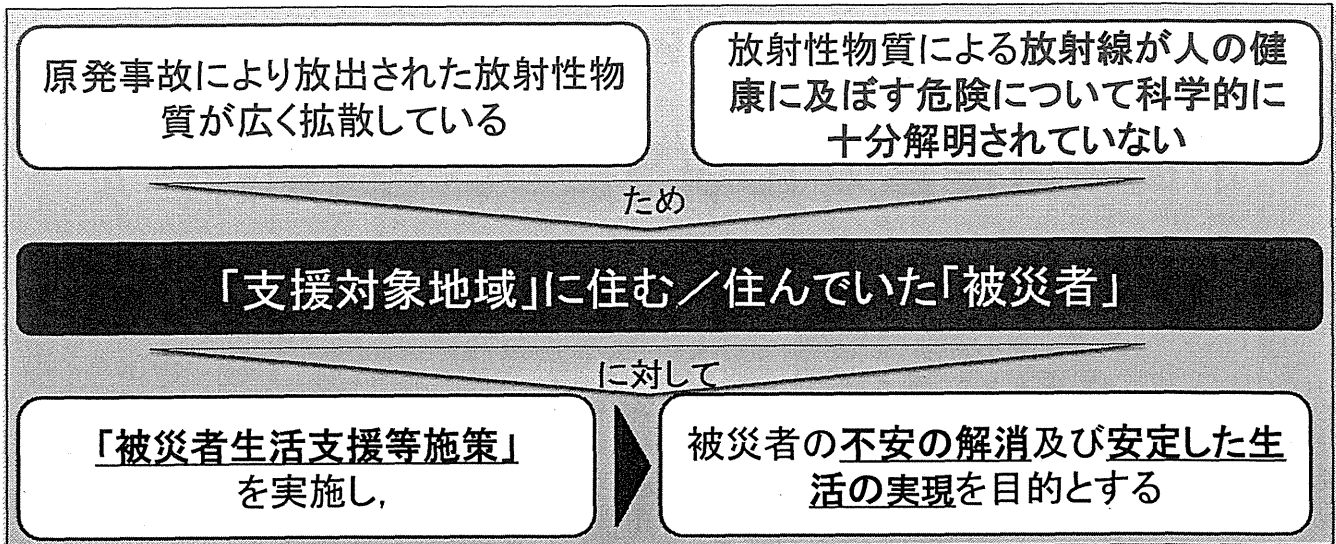 原発事故により放出された放射性物
質が広く拡散している
放射性物質による放射線が人の健
康に及ぼす危険について科学的に
十分解明されていない
ため
「支援対象地域」に住む／住んでいた「被災者」
に対して
「被災者生活支援等施策」
を実施し,
被災者の不安の解消及び安定した生
活の実現を目的とする